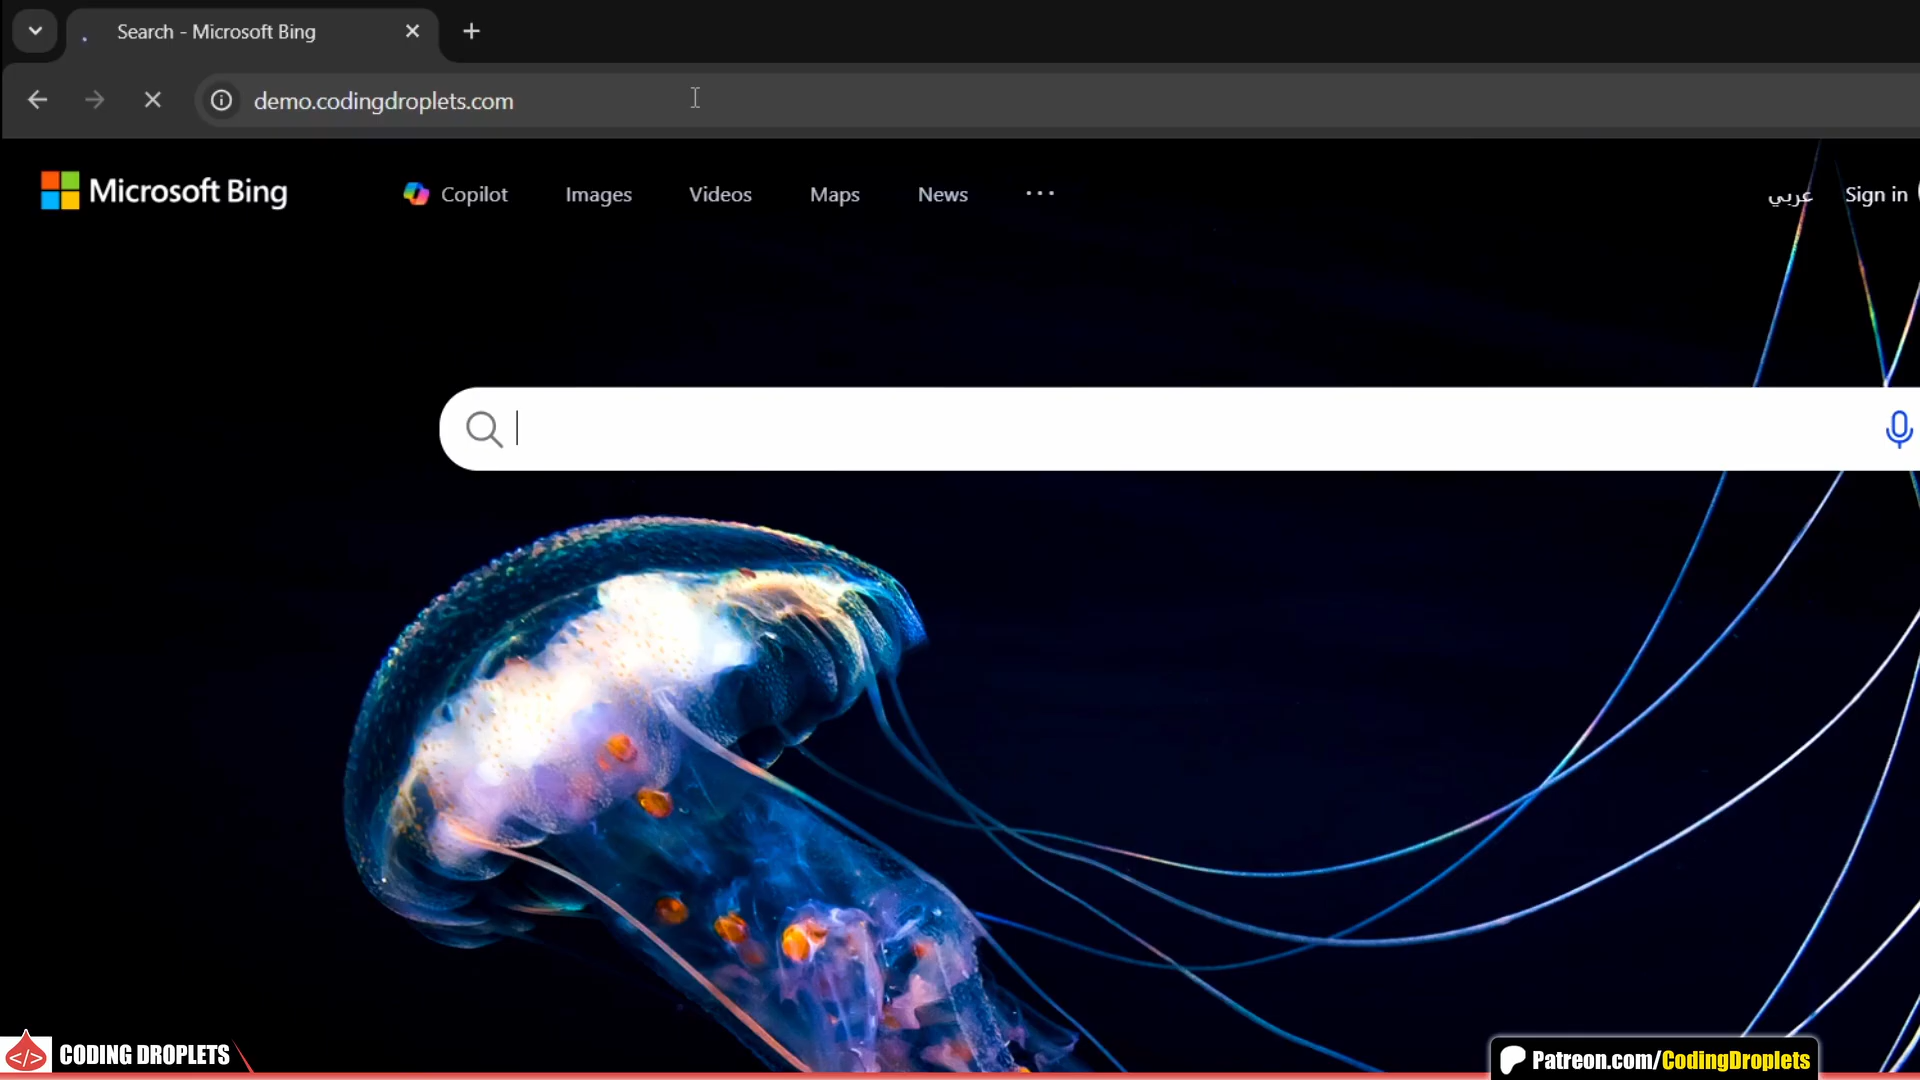 Search - Microsoft Bing
demo.codingdroplets.com
Microsoft Bing
Copilot
Images
Videos
Maps
News
عربي
Sign in
CODING DROPLETS
Patreon.com/CodingDroplets